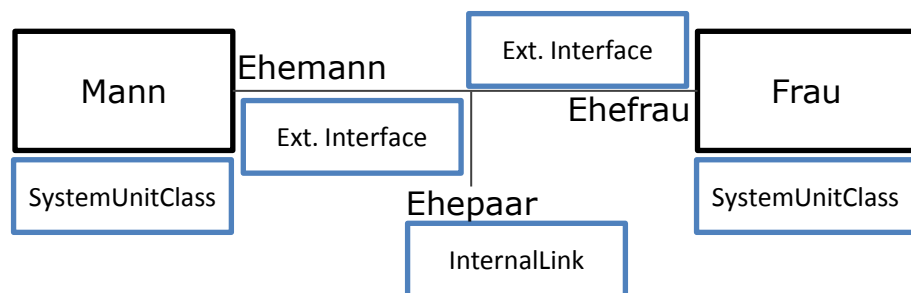 Ext. Interface
Mann
Ehemann
Ehefrau
Frau
Ext. Interface
SystemUnitClass
Ehepaar
SystemUnitClass
InternalLink